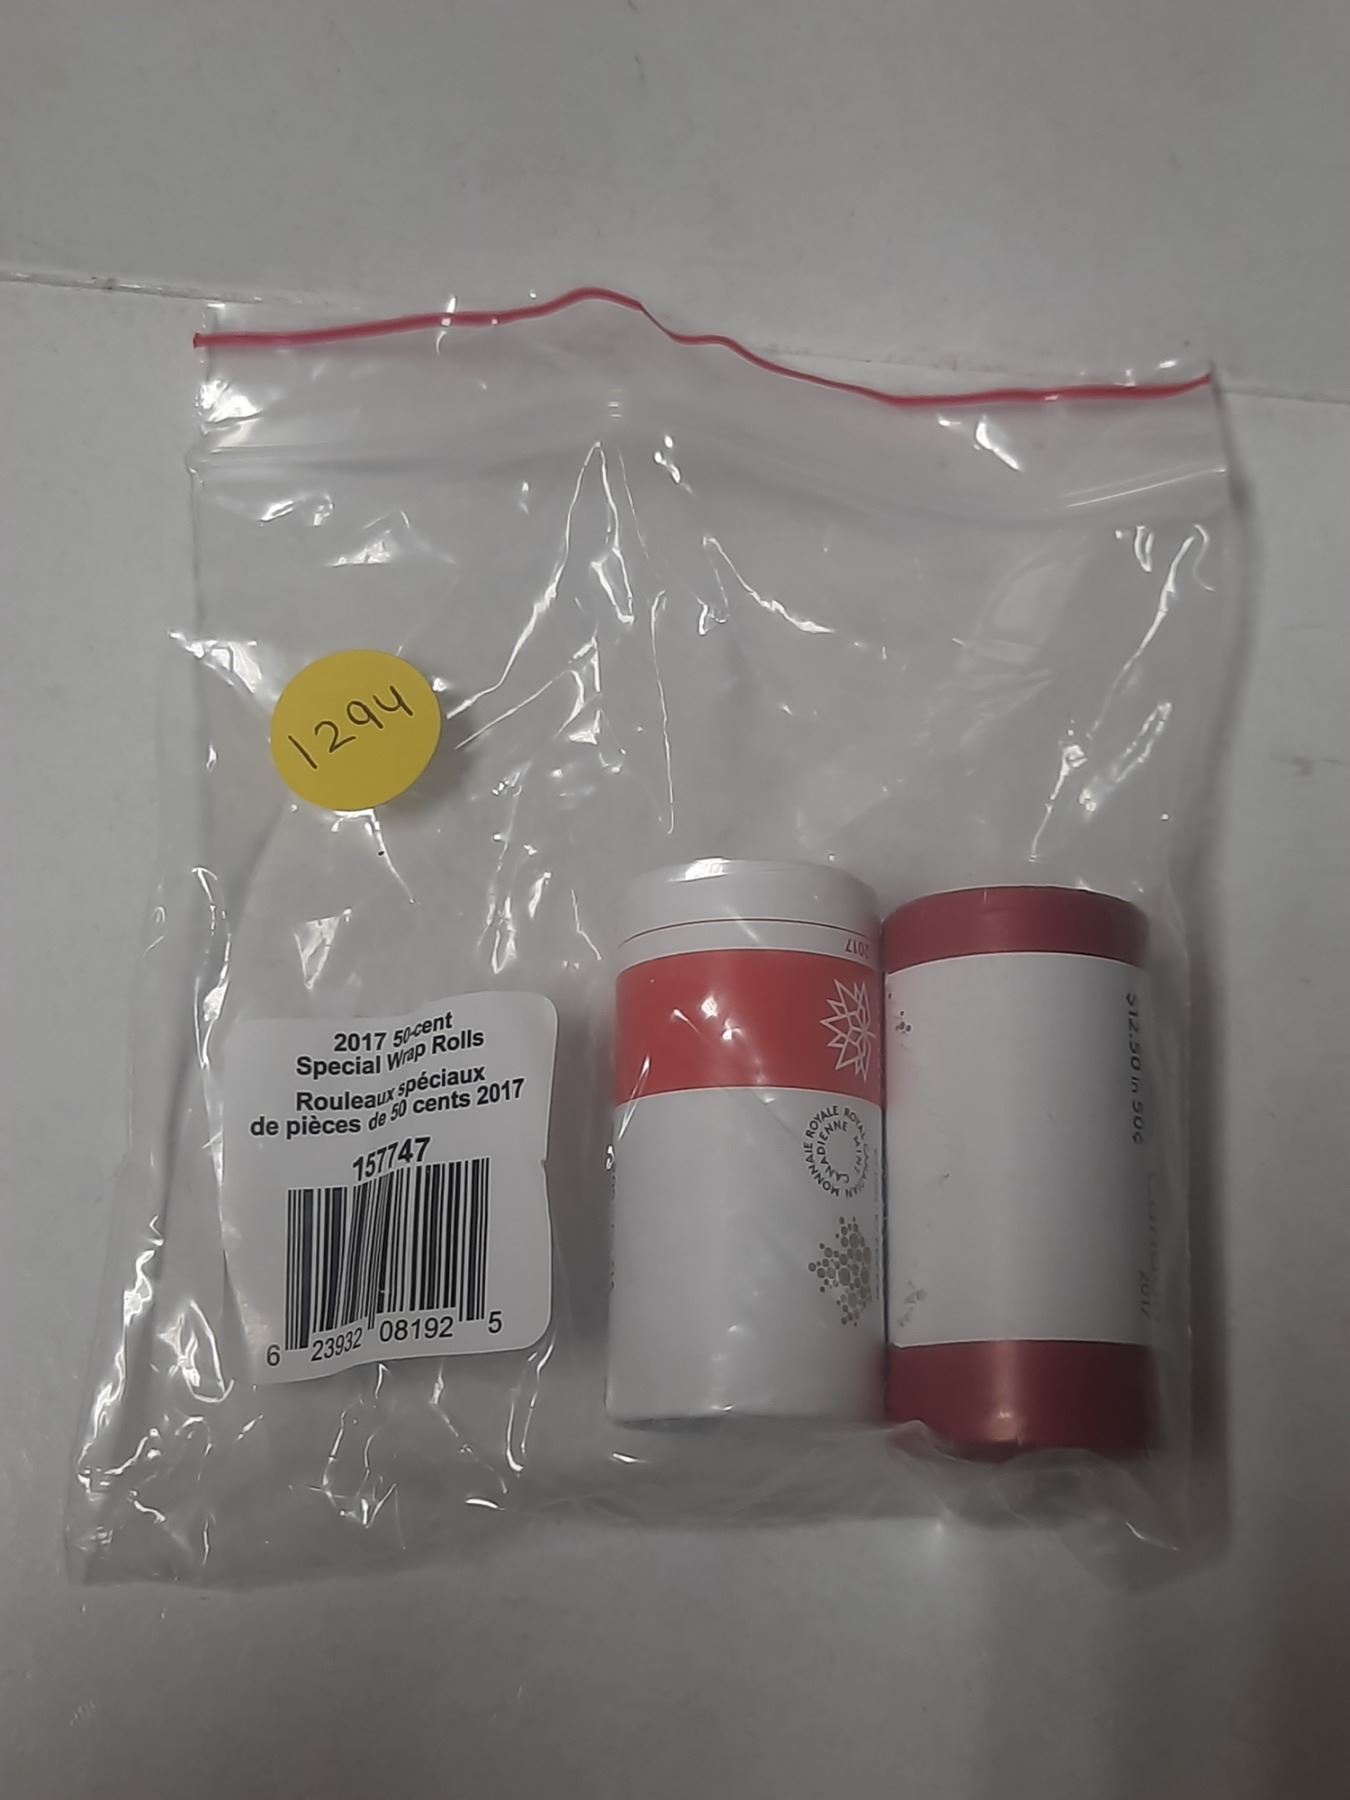 1294
2017 50-cent
Special Wrap Rolls
Rouleaux spéciaux
de pièces de 50 cents 2017
157747
6 23932 08192 5
2017
MONNAIE ROYALE CANADIENNE ROYAL CANADIAN MINT
$12.50 in 50¢
2017